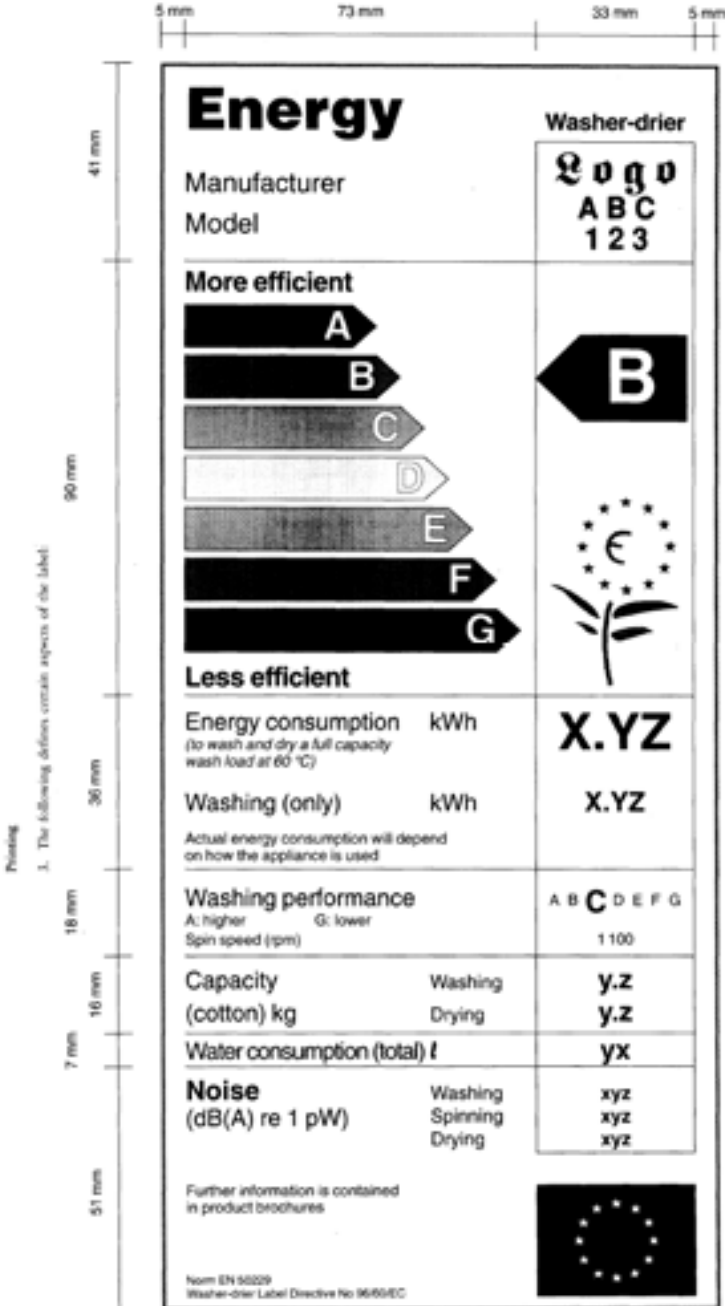 5 mm 73 mm 33 mm 5 mm
Printing
3. The following defines certain aspects of the label:
41 mm
90 mm
36 mm
18 mm
16 mm
7 mm
51 mm
Energy
Washer-drier
Manufacturer
Model
Logo
ABC
123
More efficient
A
B
C
D
E
F
G
B
Less efficient
Energy consumption kWh X.YZ
(to wash and dry a full capacity
wash load at 60 °C)
Washing (only) kWh X.YZ
Actual energy consumption will depend
on how the appliance is used
Washing performance A B C D E F G
A: higher G: lower
Spin speed (rpm) 1100
Capacity Washing y.z
(cotton) kg Drying y.z
Water consumption (total) ℓ yx
Noise Washing xyz
(dB(A) re 1 pW) Spinning xyz
Drying xyz
Further information is contained
in product brochures
Norm EN 50229
Washer-drier Label Directive No 96/60/EC